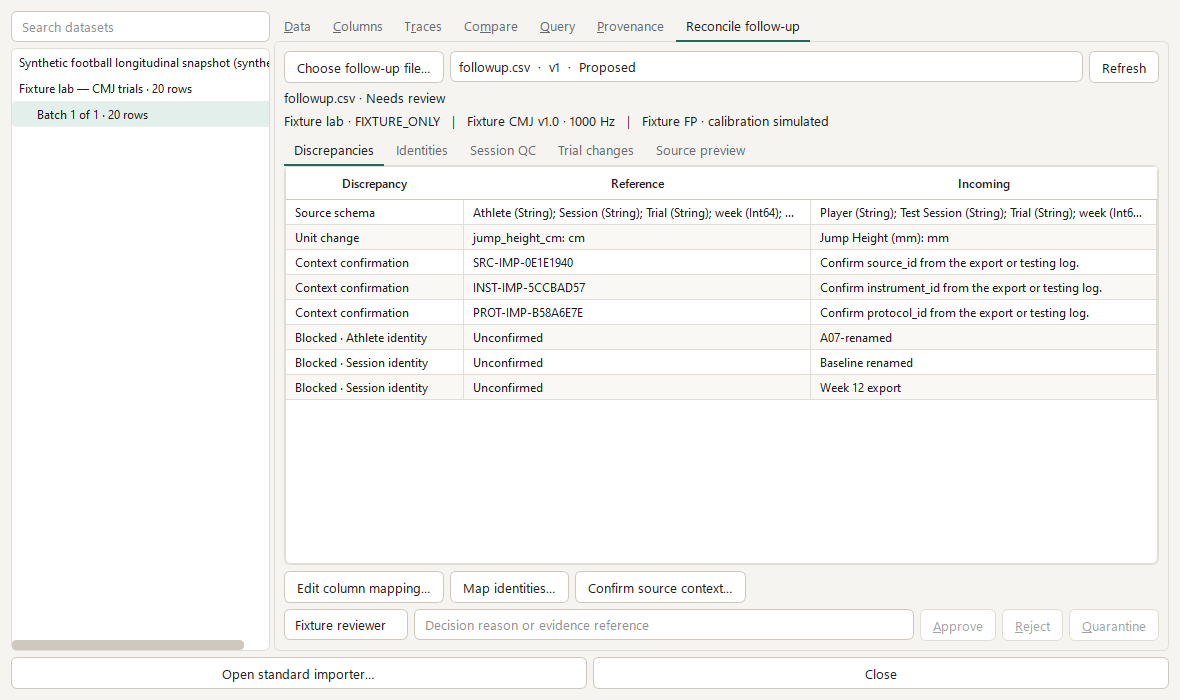 Search datasets
Data Columns Traces Compare Query Provenance Reconcile follow-up
Synthetic football longitudinal snapshot (synthe
Fixture lab — CMJ trials · 20 rows
Batch 1 of 1 · 20 rows
Choose follow-up file... followup.csv · v1 · Proposed Refresh
followup.csv · Needs review
Fixture lab · FIXTURE_ONLY | Fixture CMJ v1.0 · 1000 Hz | Fixture FP · calibration simulated
Discrepancies Identities Session QC Trial changes Source preview
Discrepancy Reference Incoming
Source schema Athlete (String); Session (String); Trial (String); week (Int64); ... Player (String); Test Session (String); Trial (String); week (Int6...
Unit change jump_height_cm: cm Jump Height (mm): mm
Context confirmation SRC-IMP-0E1E1940 Confirm source_id from the export or testing log.
Context confirmation INST-IMP-5CCBAD57 Confirm instrument_id from the export or testing log.
Context confirmation PROT-IMP-B58A6E7E Confirm protocol_id from the export or testing log.
Blocked · Athlete identity Unconfirmed A07-renamed
Blocked · Session identity Unconfirmed Baseline renamed
Blocked · Session identity Unconfirmed Week 12 export
Edit column mapping... Map identities... Confirm source context...
Fixture reviewer Decision reason or evidence reference Approve Reject Quarantine
Open standard importer... Close